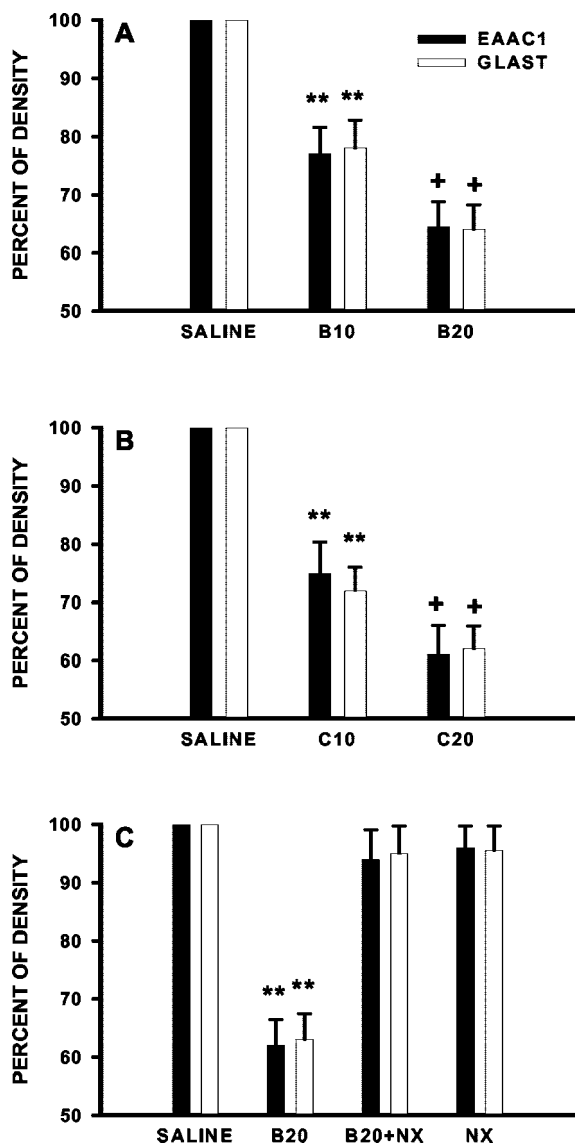 A
EAAC1
GLAST
PERCENT OF DENSITY
100
90
80
70
60
50
** **
+ +
SALINE B10 B20
B
PERCENT OF DENSITY
100
90
80
70
60
50
** **
+ +
SALINE C10 C20
C
PERCENT OF DENSITY
100
90
80
70
60
50
** **
SALINE B20 B20+NX NX